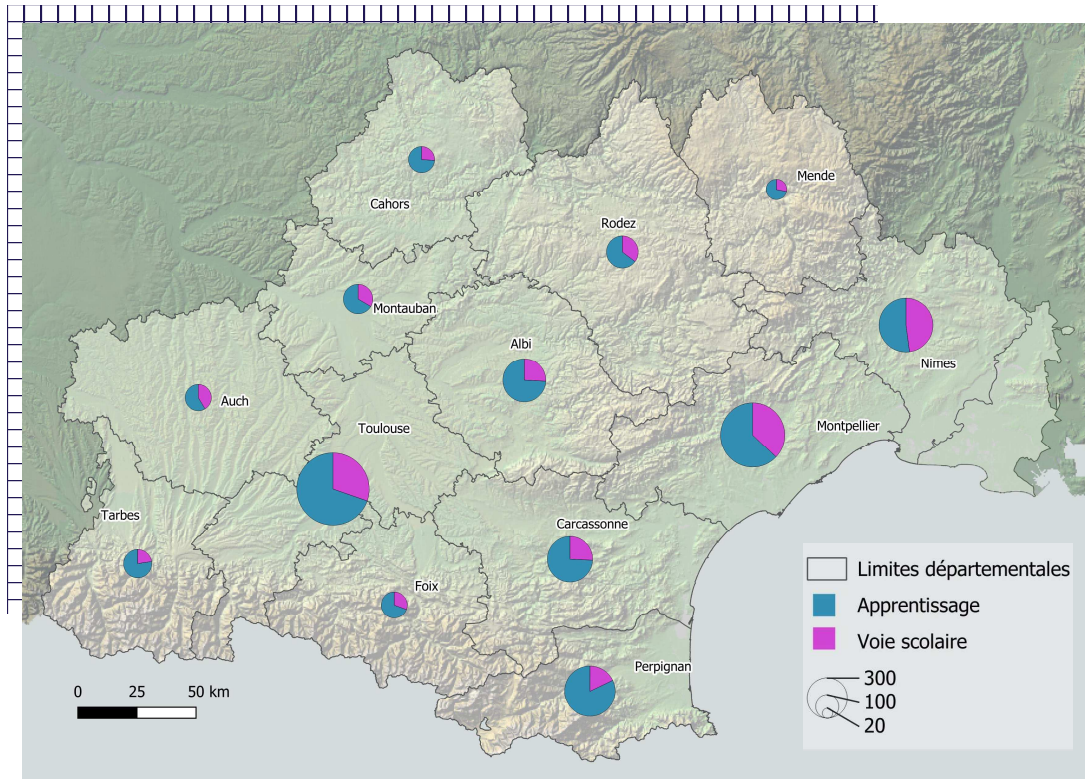 Mende
Cahors
Rodez
Montauban
Albi
Nîmes
Auch
Toulouse
Montpellier
Tarbes
Carcassonne
Foix
Perpignan
Limites départementales
Apprentissage
Voie scolaire
300
100
20
0 25 50 km